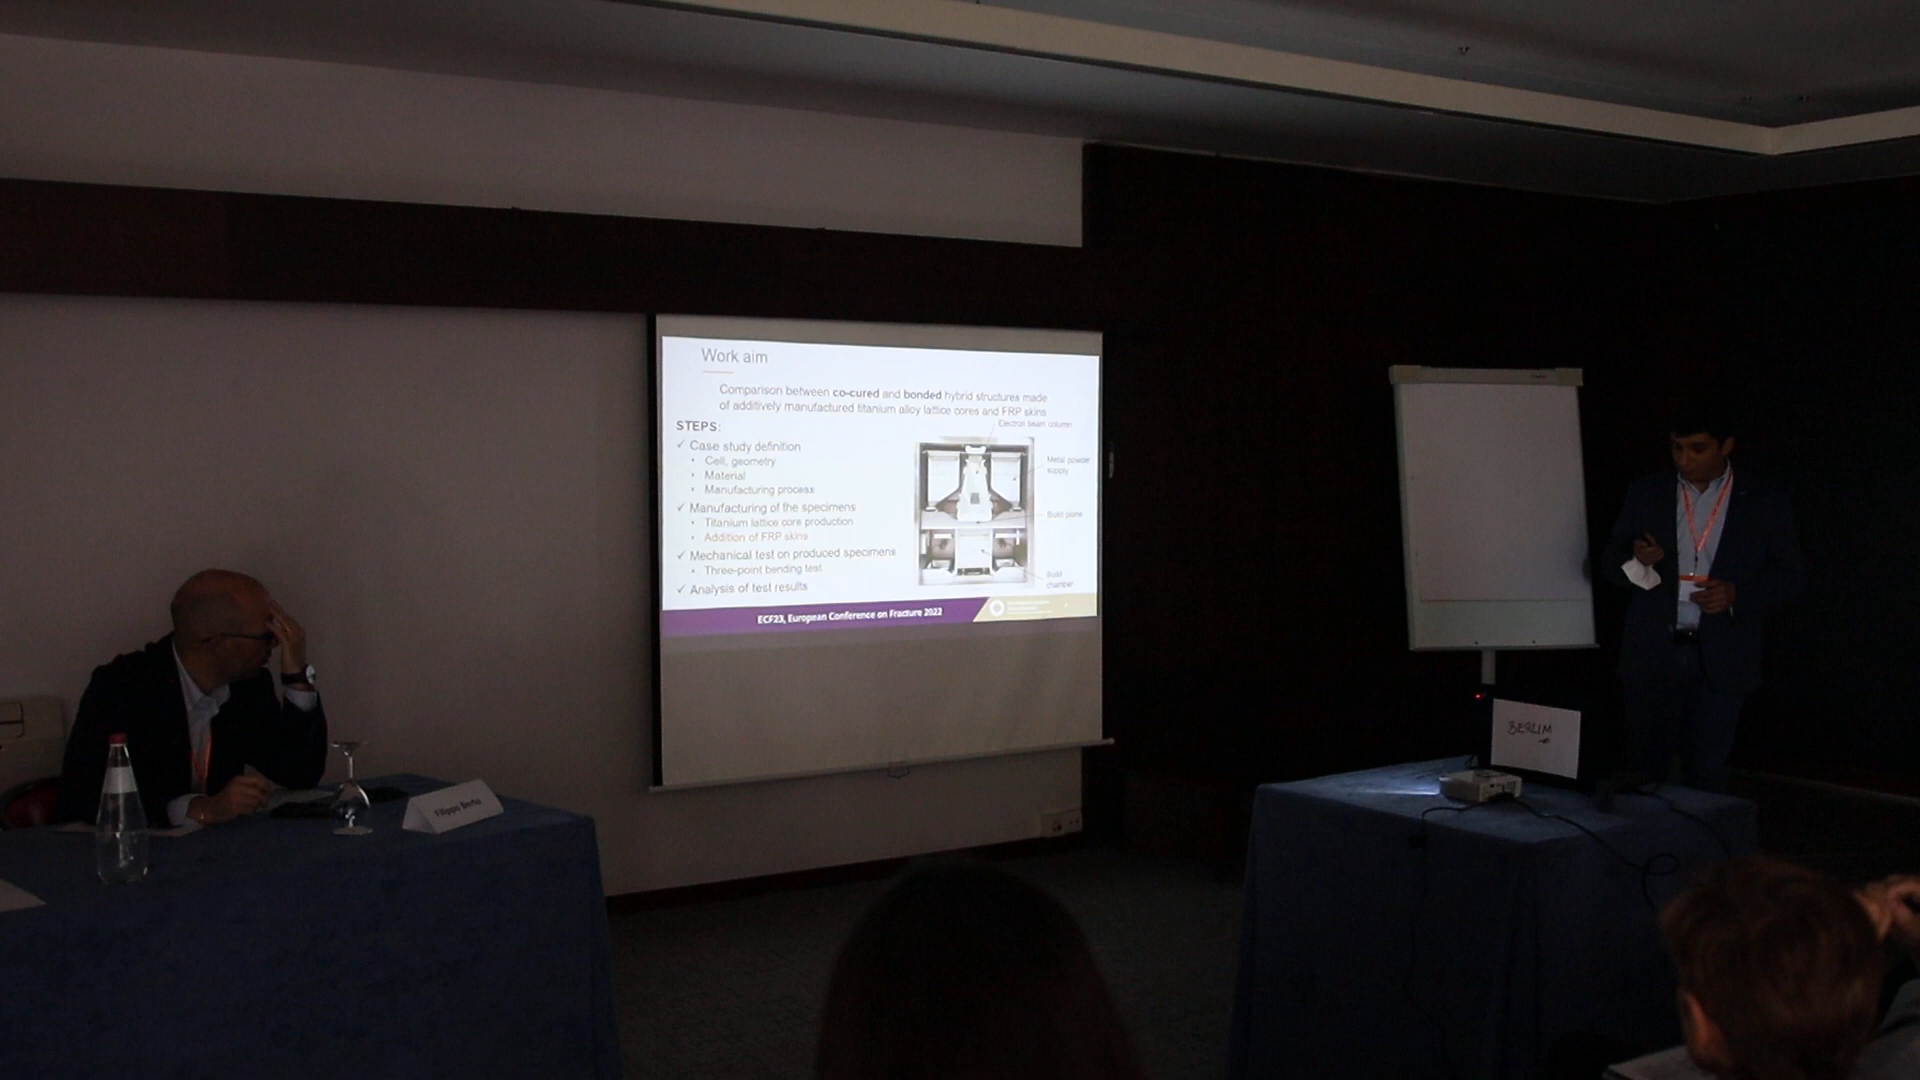 Work aim
Comparison between co-cured and bonded hybrid structures made
of additively manufactured titanium alloy lattice cores and FRP skins
STEPS:
✓ Case study definition
• Cell, geometry
• Material
• Manufacturing process
✓ Manufacturing of the specimens
• Titanium lattice core production
• Addition of FRP skins
✓ Mechanical test on produced specimens
• Three-point bending test
✓ Analysis of test results
Electron beam column
Metal powder
supply
Build
chamber
ECF23, European Conference on Fracture 2022
Filippo Berto
BERLIM